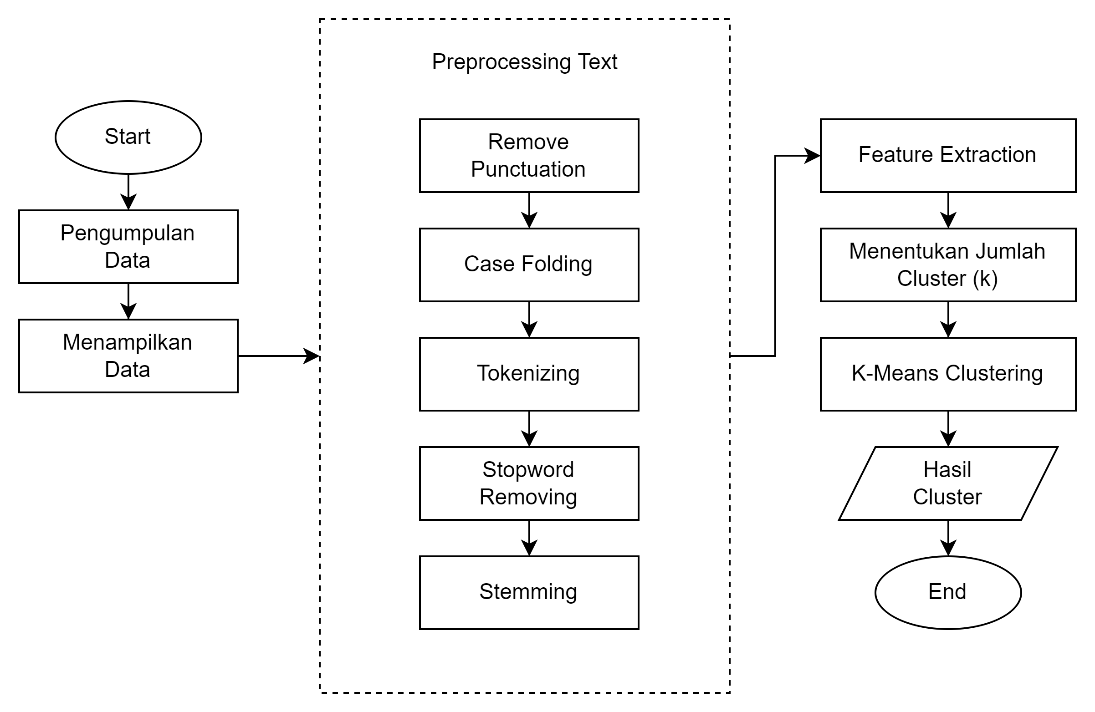 Start
Pengumpulan
Data
Menampilkan
Data
Preprocessing Text
Remove
Punctuation
Case Folding
Tokenizing
Stopword
Removing
Stemming
Feature Extraction
Menentukan Jumlah
Cluster (k)
K-Means Clustering
Hasil
Cluster
End